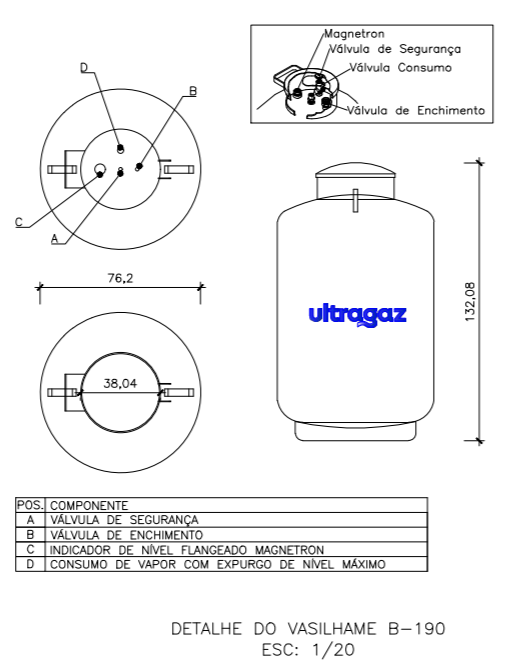 Magnetron
Válvula de Segurança
Válvula Consumo
Válvula de Enchimento
D
B
C
A
76,2
132,08
ultragaz
38,04
POS. COMPONENTE
A VÁLVULA DE SEGURANÇA
B VÁLVULA DE ENCHIMENTO
C INDICADOR DE NÍVEL FLANGEADO MAGNETRON
D CONSUMO DE VAPOR COM EXPURGO DE NÍVEL MÁXIMO
DETALHE DO VASILHAME B-190
ESC: 1/20